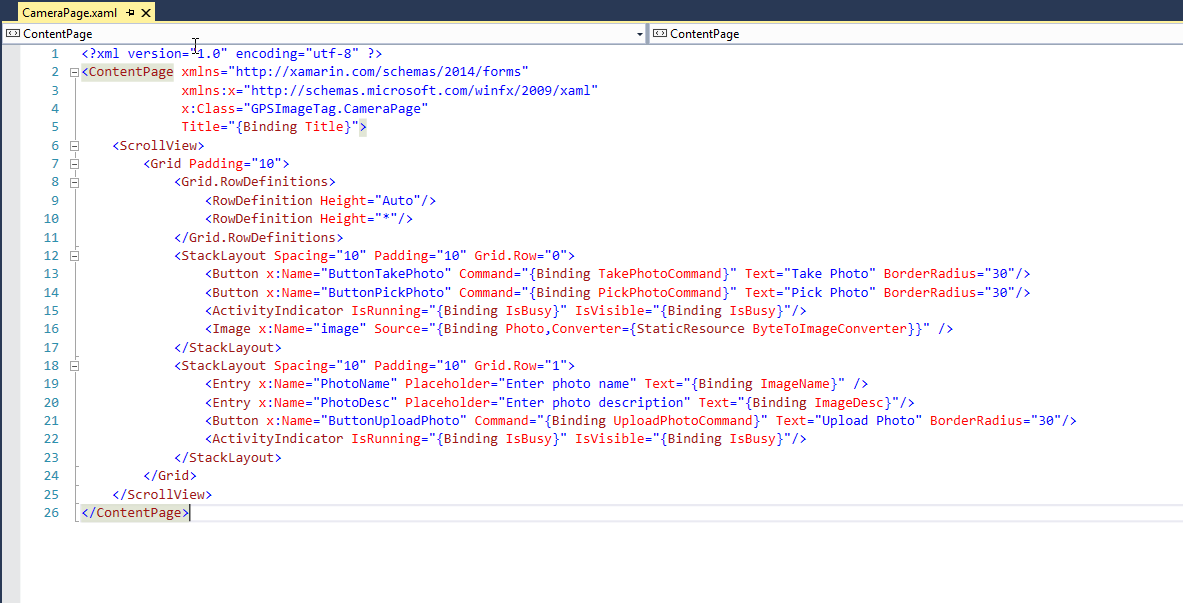 CameraPage.xaml
ContentPage ContentPage
1 <?xml version="1.0" encoding="utf-8" ?>
2 <ContentPage xmlns="http://xamarin.com/schemas/2014/forms"
3 xmlns:x="http://schemas.microsoft.com/winfx/2009/xaml"
4 x:Class="GPSImageTag.CameraPage"
5 Title="{Binding Title}">
6 <ScrollView>
7 <Grid Padding="10">
8 <Grid.RowDefinitions>
9 <RowDefinition Height="Auto"/>
10 <RowDefinition Height="*"/>
11 </Grid.RowDefinitions>
12 <StackLayout Spacing="10" Padding="10" Grid.Row="0">
13 <Button x:Name="ButtonTakePhoto" Command="{Binding TakePhotoCommand}" Text="Take Photo" BorderRadius="30"/>
14 <Button x:Name="ButtonPickPhoto" Command="{Binding PickPhotoCommand}" Text="Pick Photo" BorderRadius="30"/>
15 <ActivityIndicator IsRunning="{Binding IsBusy}" IsVisible="{Binding IsBusy}"/>
16 <Image x:Name="image" Source="{Binding Photo,Converter={StaticResource ByteToImageConverter}}" />
17 </StackLayout>
18 <StackLayout Spacing="10" Padding="10" Grid.Row="1">
19 <Entry x:Name="PhotoName" Placeholder="Enter photo name" Text="{Binding ImageName}" />
20 <Entry x:Name="PhotoDesc" Placeholder="Enter photo description" Text="{Binding ImageDesc}"/>
21 <Button x:Name="ButtonUploadPhoto" Command="{Binding UploadPhotoCommand}" Text="Upload Photo" BorderRadius="30"/>
22 <ActivityIndicator IsRunning="{Binding IsBusy}" IsVisible="{Binding IsBusy}"/>
23 </StackLayout>
24 </Grid>
25 </ScrollView>
26 </ContentPage>